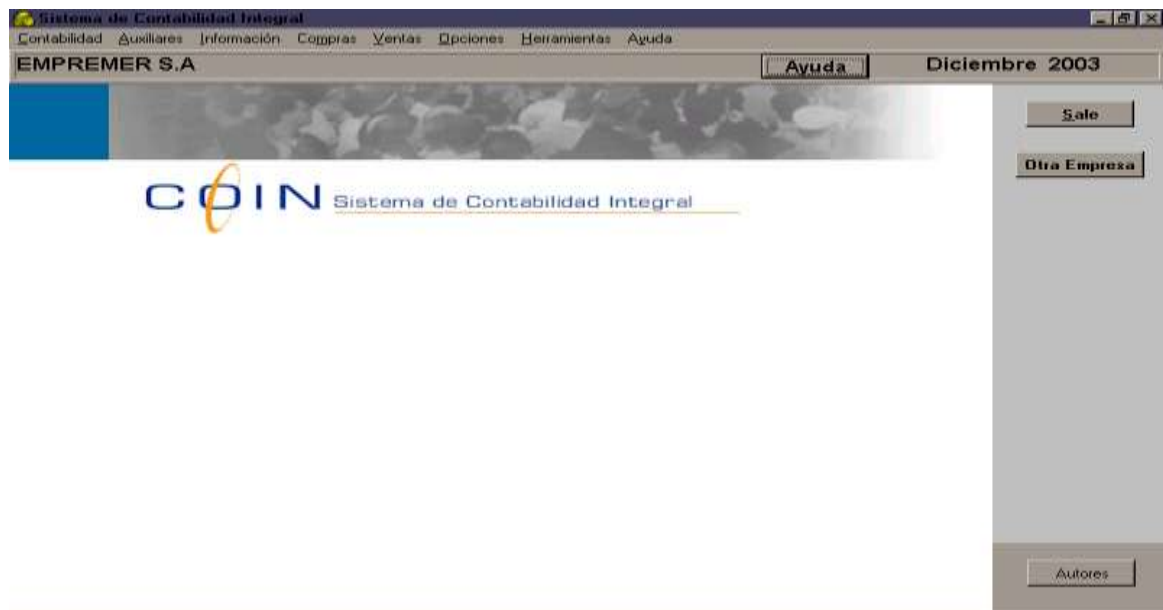 Sistema de Contabilidad Integral
Contabilidad Auxiliares Información Compras Ventas Opciones Herramientas Ayuda
EMPREMER S.A Ayuda Diciembre 2003
Sale
Otra Empresa
COIN Sistema de Contabilidad Integral
Autores